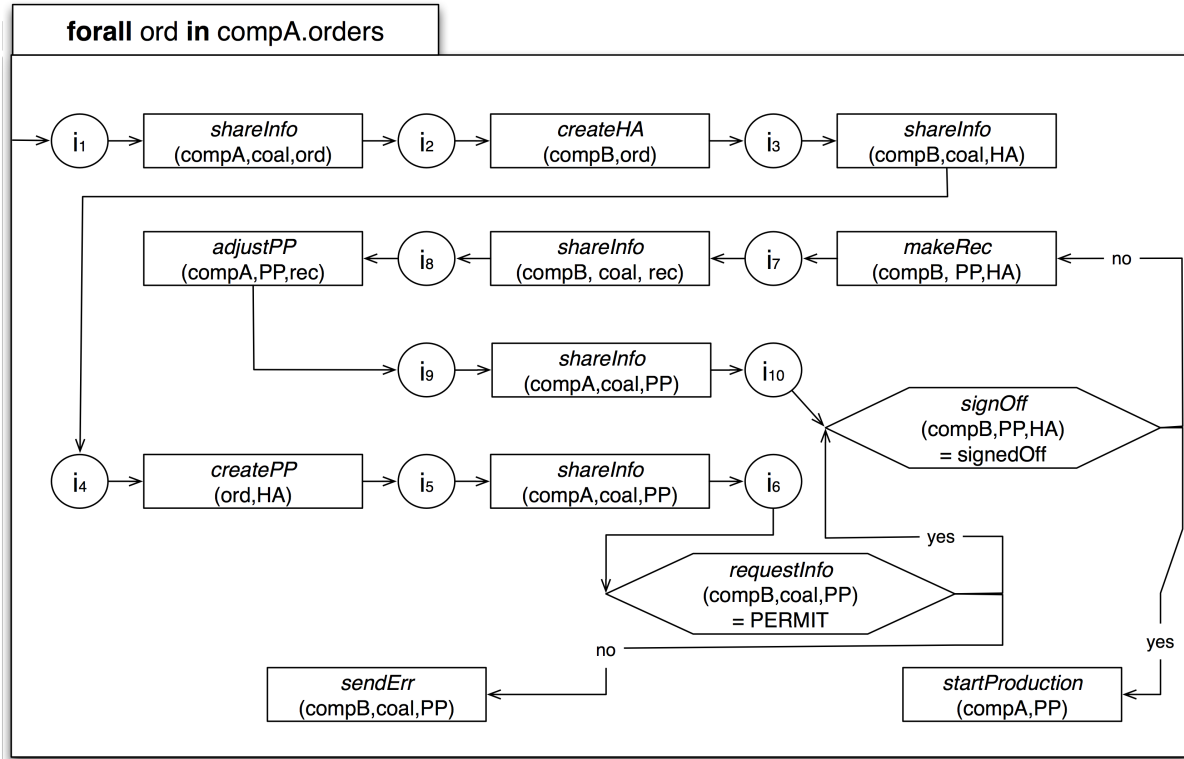 forall ord in compA.orders
i1
shareInfo
(compA,coal,ord)
i2
createHA
(compB,ord)
i3
shareInfo
(compB,coal,HA)
adjustPP
(compA,PP,rec)
i8
shareInfo
(compB, coal, rec)
i7
makeRec
(compB, PP,HA)
no
i9
shareInfo
(compA,coal,PP)
i10
signOff
(compB,PP,HA)
= signedOff
i4
createPP
(ord,HA)
i5
shareInfo
(compA,coal,PP)
i6
yes
requestInfo
(compB,coal,PP)
= PERMIT
no
yes
sendErr
(compB,coal,PP)
startProduction
(compA,PP)